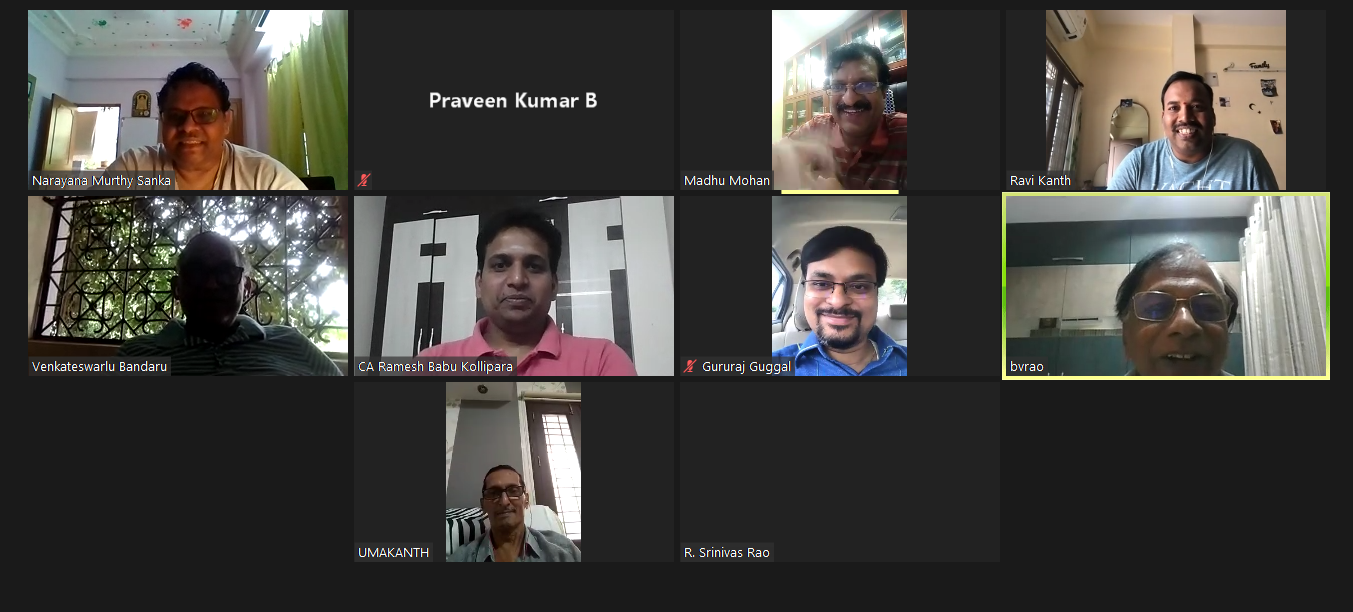 Praveen Kumar B
Narayana Murthy Sanka
Madhu Mohan
Family
Ravi Kanth
Venkateswarlu Bandaru
CA Ramesh Babu Kollipara
Gururaj Guggal
bvrao
UMAKANTH
R. Srinivas Rao